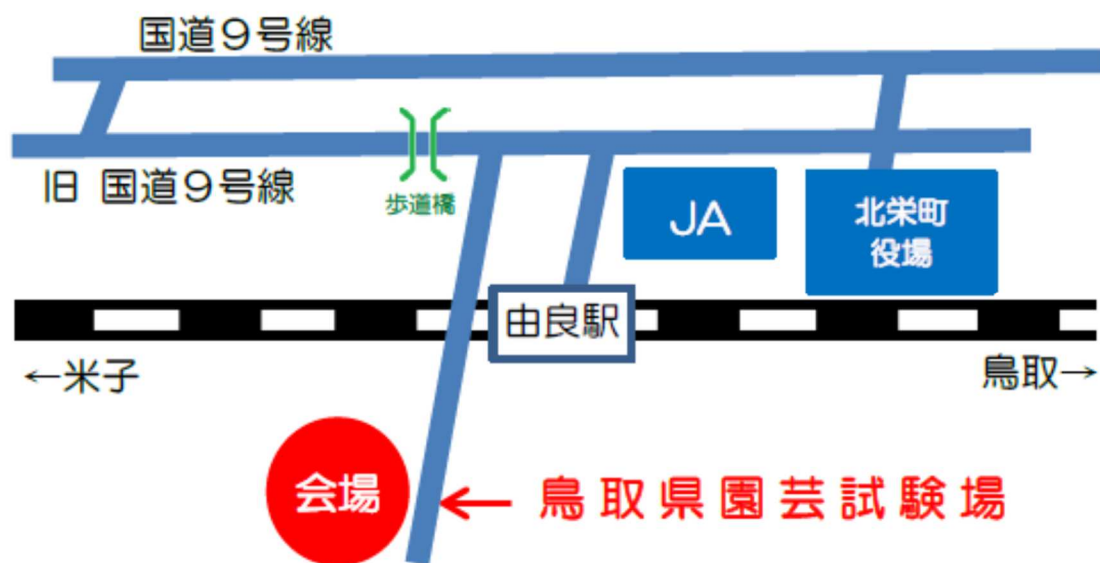 国道９号線
旧 国道９号線
歩道橋
JA
北栄町
役場
由良駅
←米子
鳥取→
会場
← 鳥取県園芸試験場